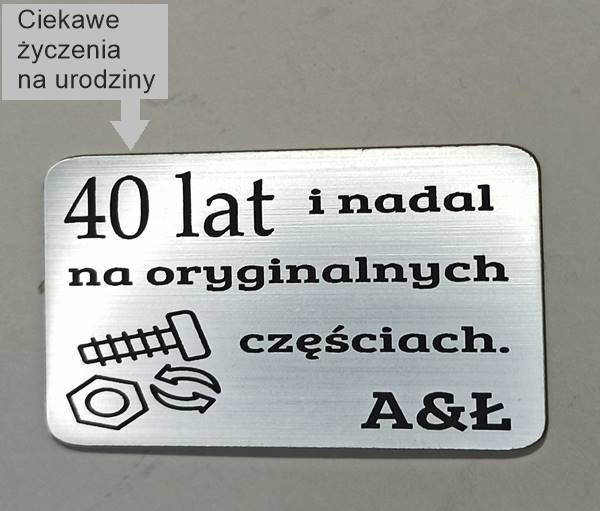 Ciekawe
życzenia
na urodziny
40 lat i nadal
na oryginalnych
częściach.
A&Ł